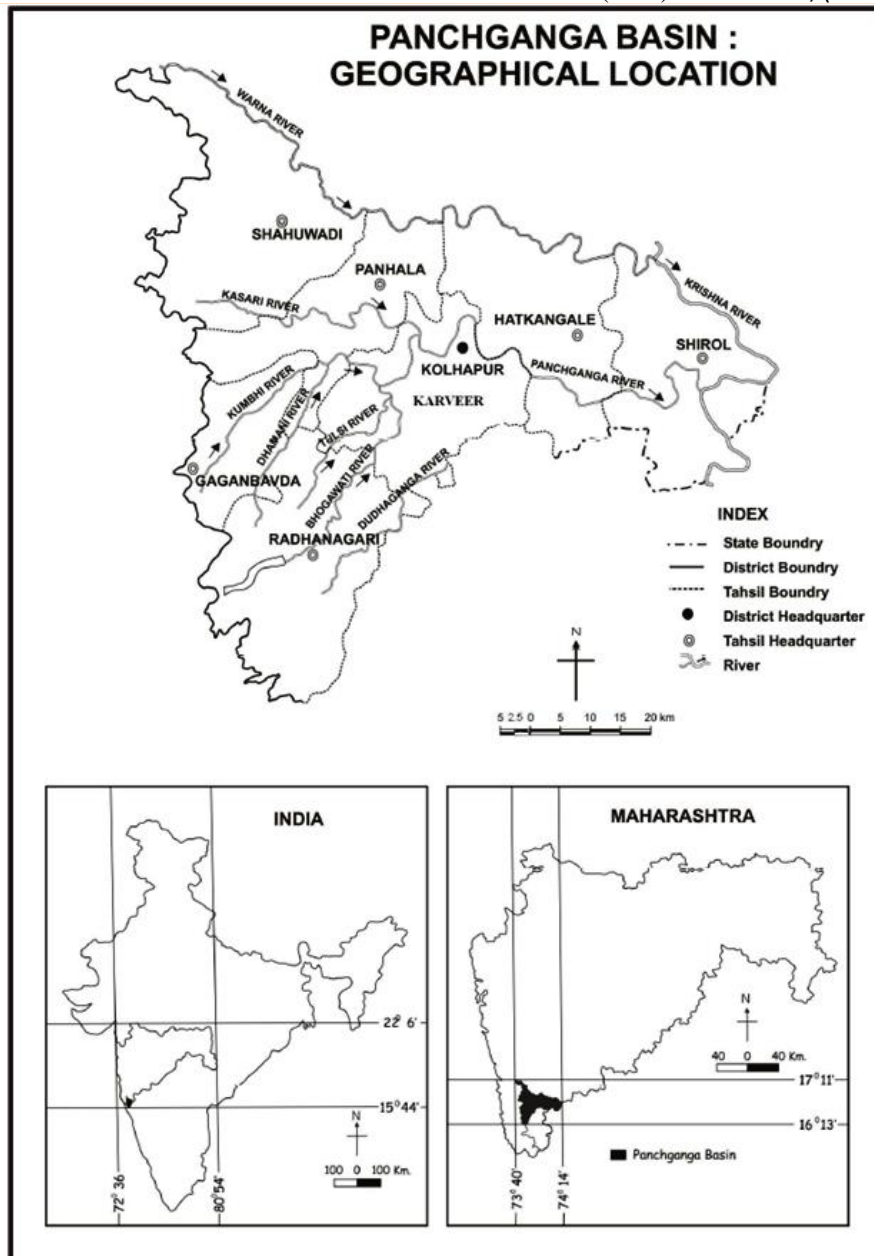 PANCHGANGA BASIN :
GEOGRAPHICAL LOCATION
WARNA RIVER
SHAHUWADI
PANHALA
KASARI RIVER
KRISHNA RIVER
HATKANGALE
SHIROL
KOLHAPUR
PANCHGANGA RIVER
KARVEER
KUMBHI RIVER
DHAMANI RIVER
TULSI RIVER
GAGANBAVDA
BHOGAWATI RIVER
DUDHAGANGA RIVER
RADHANAGARI
INDEX
State Boundry
District Boundry
Tahsil Boundry
District Headquarter
Tahsil Headquarter
River
N
5 2.5 0 5 10 15 20 km
INDIA
22° 6'
15° 44'
N
100 0 100 Km.
72° 36
80° 54'
MAHARASHTRA
N
40 0 40 Km.
17° 11'
16° 13'
Panchganga Basin
73° 40'
74° 14'